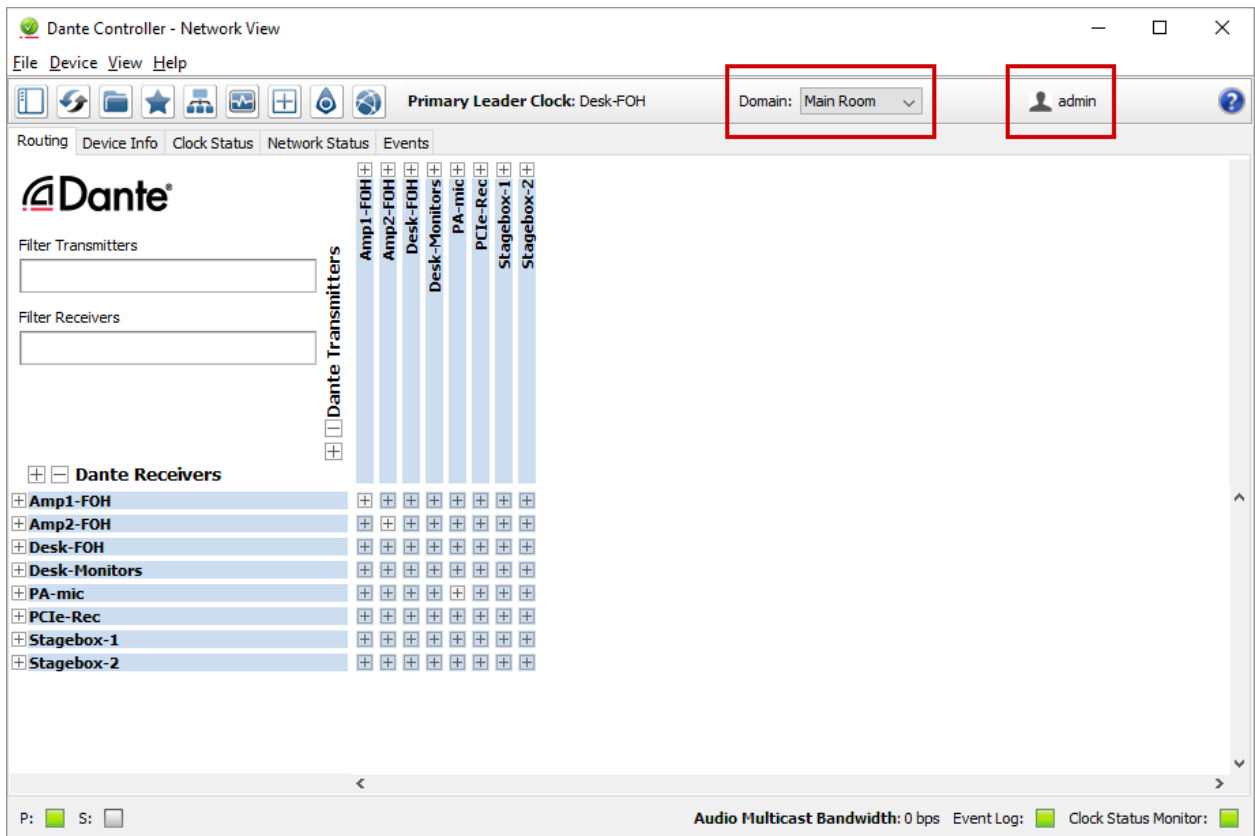 Dante Controller - Network View
File Device View Help
Primary Leader Clock: Desk-FOH
Domain: Main Room
admin
Routing Device Info Clock Status Network Status Events
Dante®
Filter Transmitters
Filter Receivers
Dante Transmitters
Amp1-FOH
Amp2-FOH
Desk-FOH
Desk-Monitors
PA-mic
PCIe-Rec
Stagebox-1
Stagebox-2
Dante Receivers
Amp1-FOH
Amp2-FOH
Desk-FOH
Desk-Monitors
PA-mic
PCIe-Rec
Stagebox-1
Stagebox-2
P: S: Audio Multicast Bandwidth: 0 bps Event Log: Clock Status Monitor: